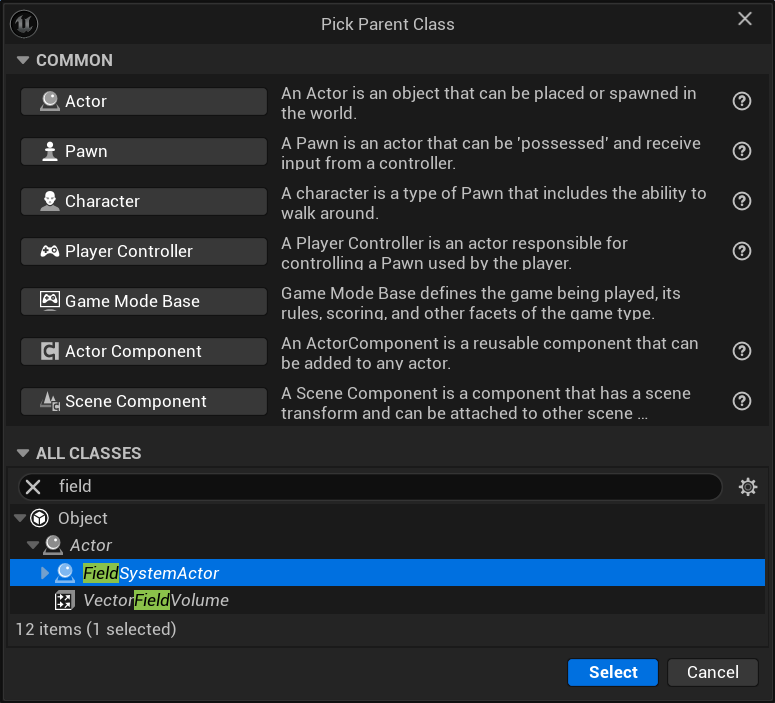 Pick Parent Class
COMMON
Actor
An Actor is an object that can be placed or spawned in
the world.
Pawn
A Pawn is an actor that can be 'possessed' and receive
input from a controller.
Character
A character is a type of Pawn that includes the ability to
walk around.
Player Controller
A Player Controller is an actor responsible for
controlling a Pawn used by the player.
Game Mode Base
Game Mode Base defines the game being played, its
rules, scoring, and other facets of the game type.
Actor Component
An ActorComponent is a reusable component that can
be added to any actor.
Scene Component
A Scene Component is a component that has a scene
transform and can be attached to other scene ...
ALL CLASSES
field
Object
Actor
FieldSystemActor
VectorFieldVolume
12 items (1 selected)
Select
Cancel